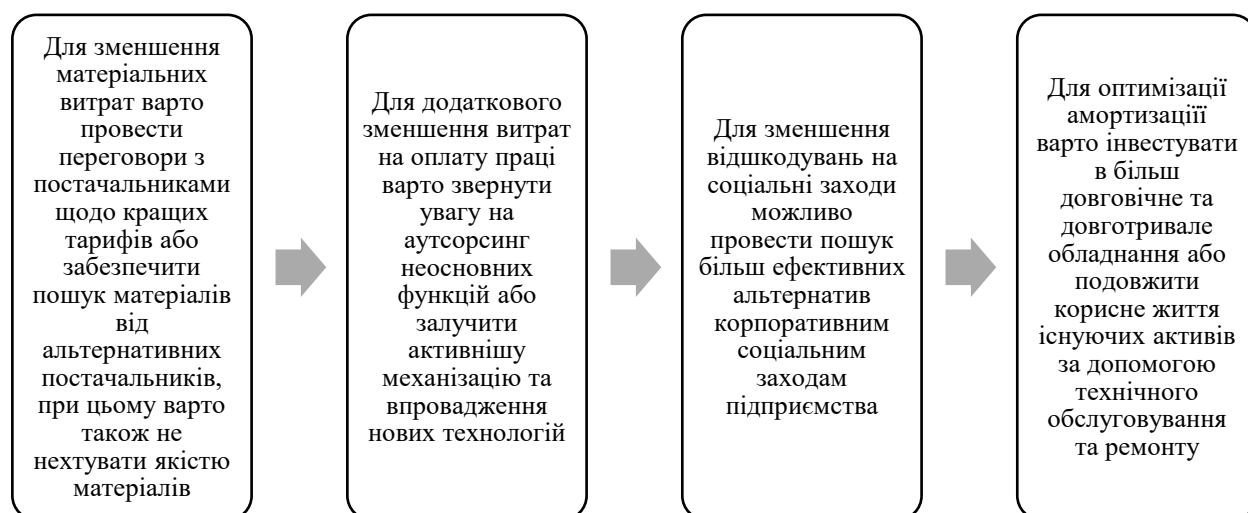 Для зменшення
матеріальних
витрат варто
провести
переговори з
постачальниками
щодо кращих
тарифів або
забезпечити
пошук матеріалів
від
альтернативних
постачальників,
при цьому варто
також не
нехтувати якістю
матеріалів
Для додаткового
зменшення витрат
на оплату праці
варто звернути
увагу на
аутсорсинг
неосновних
функцій або
залучити
активнішу
механізацію та
впровадження
нових технологій
Для зменшення
відшкодувань на
соціальні заходи
можливо
провести пошук
більш ефективних
альтернатив
корпоративним
соціальним
заходам
підприємства
Для оптимізації
амортизаціїї
варто інвестувати
в більш
довговічне та
довготривале
обладнання або
подовжити
корисне життя
існуючих активів
за допомогою
технічного
обслуговування
та ремонту